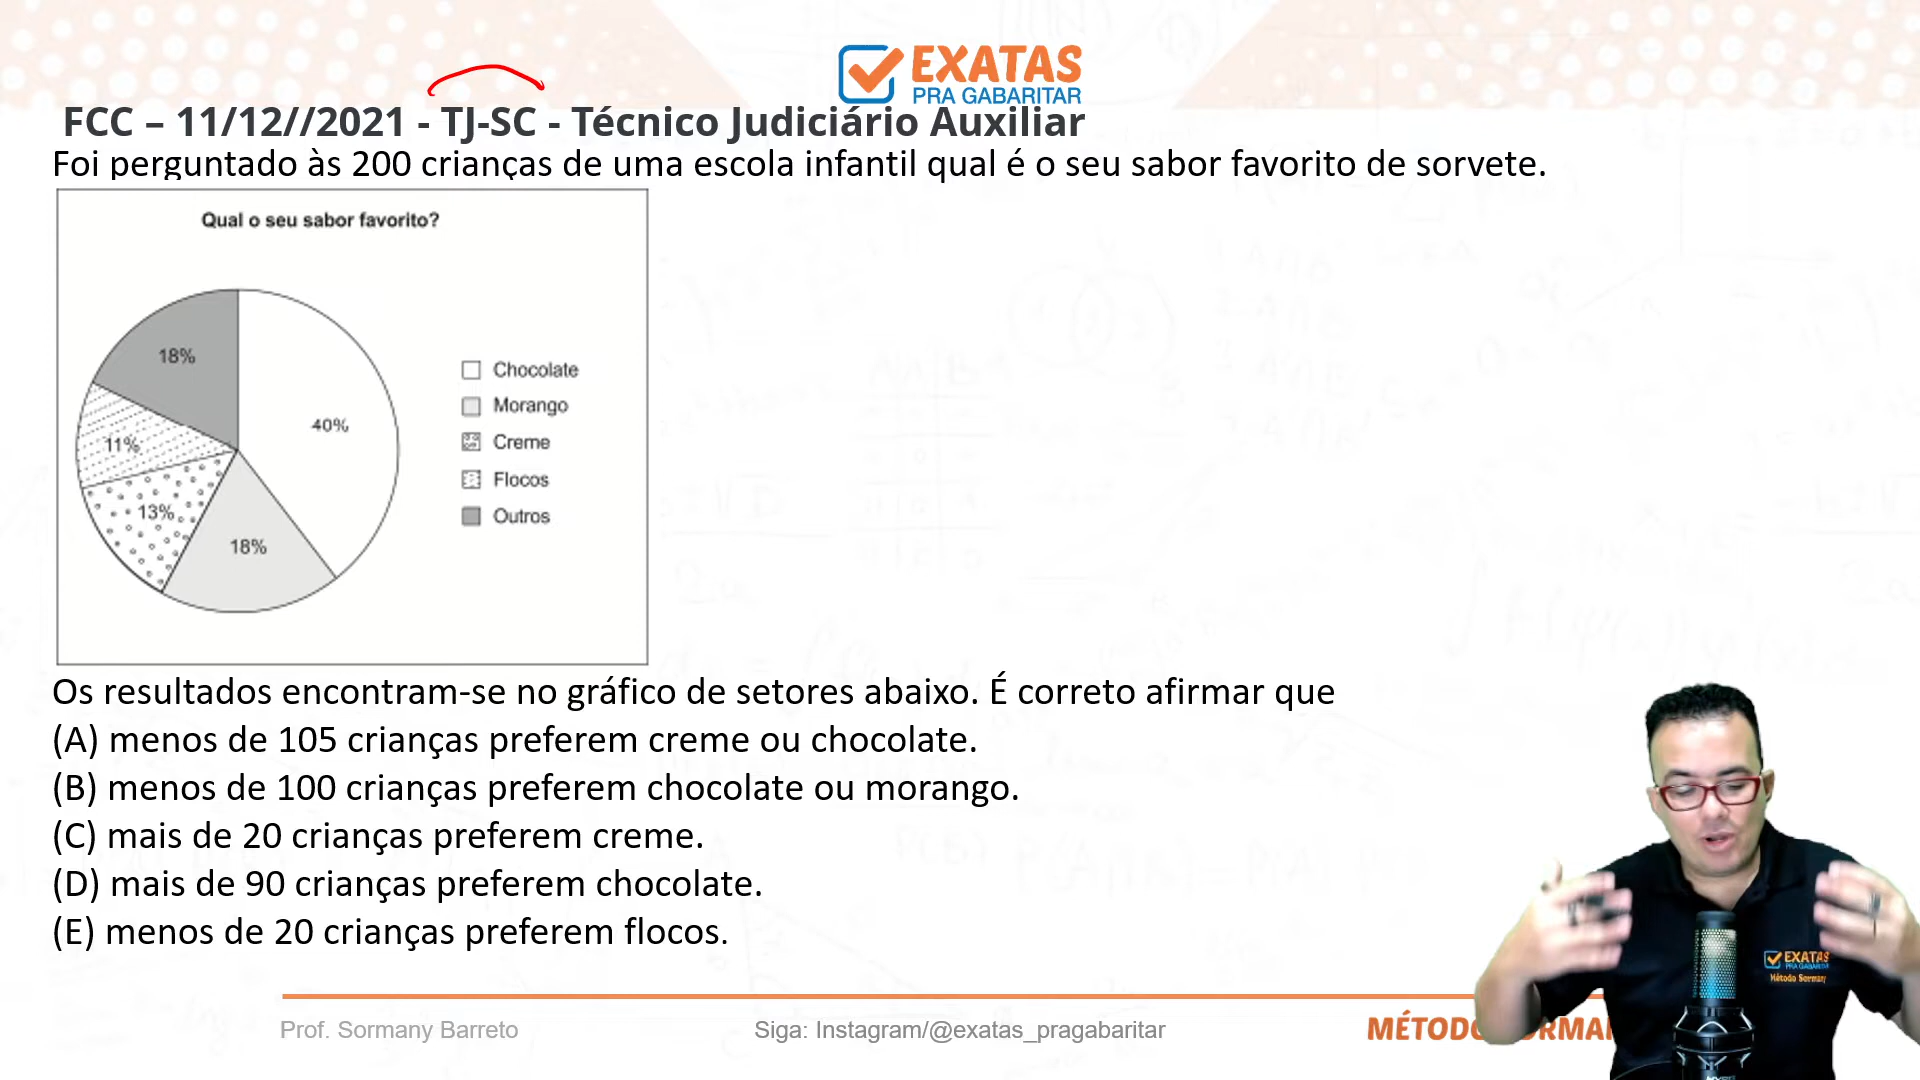 EXATAS
PRA GABARITAR
FCC – 11/12//2021 - TJ-SC - Técnico Judiciário Auxiliar
Foi perguntado às 200 crianças de uma escola infantil qual é o seu sabor favorito de sorvete.
Qual o seu sabor favorito?
18%
11%
13%
18%
40%
Chocolate
Morango
Creme
Flocos
Outros
Os resultados encontram-se no gráfico de setores abaixo. É correto afirmar que
(A) menos de 105 crianças preferem creme ou chocolate.
(B) menos de 100 crianças preferem chocolate ou morango.
(C) mais de 20 crianças preferem creme.
(D) mais de 90 crianças preferem chocolate.
(E) menos de 20 crianças preferem flocos.
EXATAS
PRA GABARITAR
Método Sormany
Prof. Sormany Barreto
Siga: Instagram/@exatas_pragabaritar